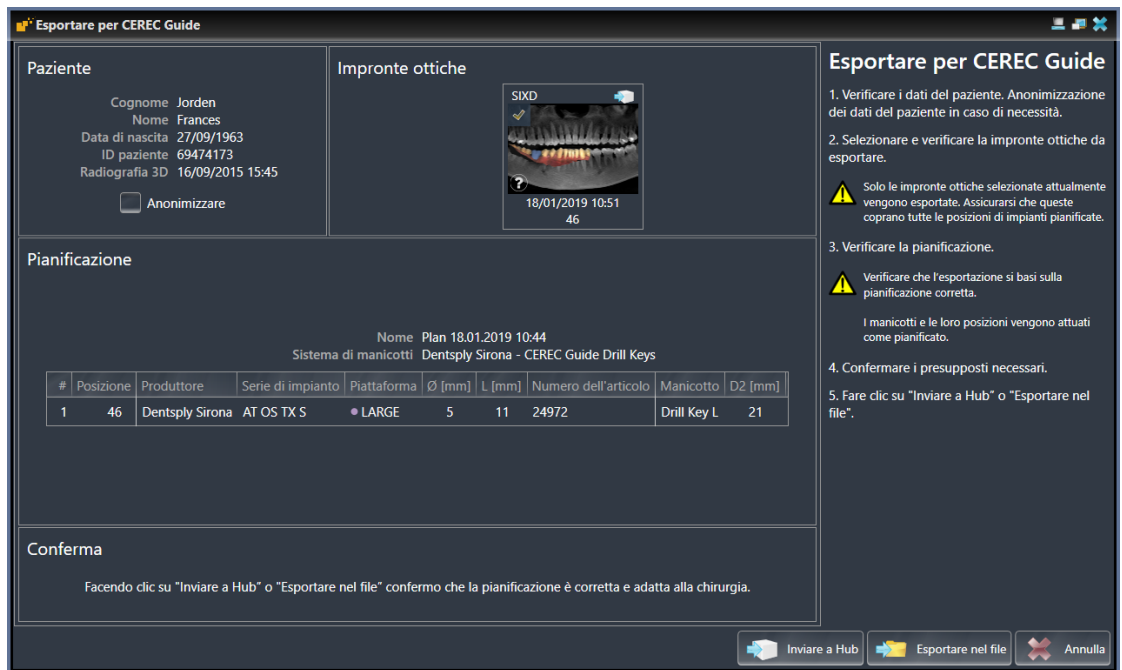 Esportare per CEREC Guide
Paziente
Cognome Jorden
Nome Frances
Data di nascita 27/09/1963
ID paziente 69474173
Radiografia 3D 16/09/2015 15:45
Anonimizzare
Impronte ottiche
SIXD
?
18/01/2019 10:51
46
Pianificazione
Nome Plan 18.01.2019 10:44
Sistema di manicotti Dentsply Sirona - CEREC Guide Drill Keys
# Posizione Produttore Serie di impianto Piattaforma Ø [mm] L [mm] Numero dell'articolo Manicotto D2 [mm]
1 46 Dentsply Sirona AT OS TX S LARGE 5 11 24972 Drill Key L 21
Conferma
Facendo clic su "Inviare a Hub" o "Esportare nel file" confermo che la pianificazione è corretta e adatta alla chirurgia.
Esportare per CEREC Guide
1. Verificare i dati del paziente. Anonimizzazione
dei dati del paziente in caso di necessità.
2. Selezionare e verificare la impronte ottiche da
esportare.
Solo le impronte ottiche selezionate attualmente
vengono esportate. Assicurarsi che queste
coprano tutte le posizioni di impianti pianificate.
3. Verificare la pianificazione.
Verificare che l'esportazione si basi sulla
pianificazione corretta.
I manicotti e le loro posizioni vengono attuati
come pianificato.
4. Confermare i presupposti necessari.
5. Fare clic su "Inviare a Hub" o "Esportare nel
file".
Inviare a Hub
Esportare nel file
Annulla